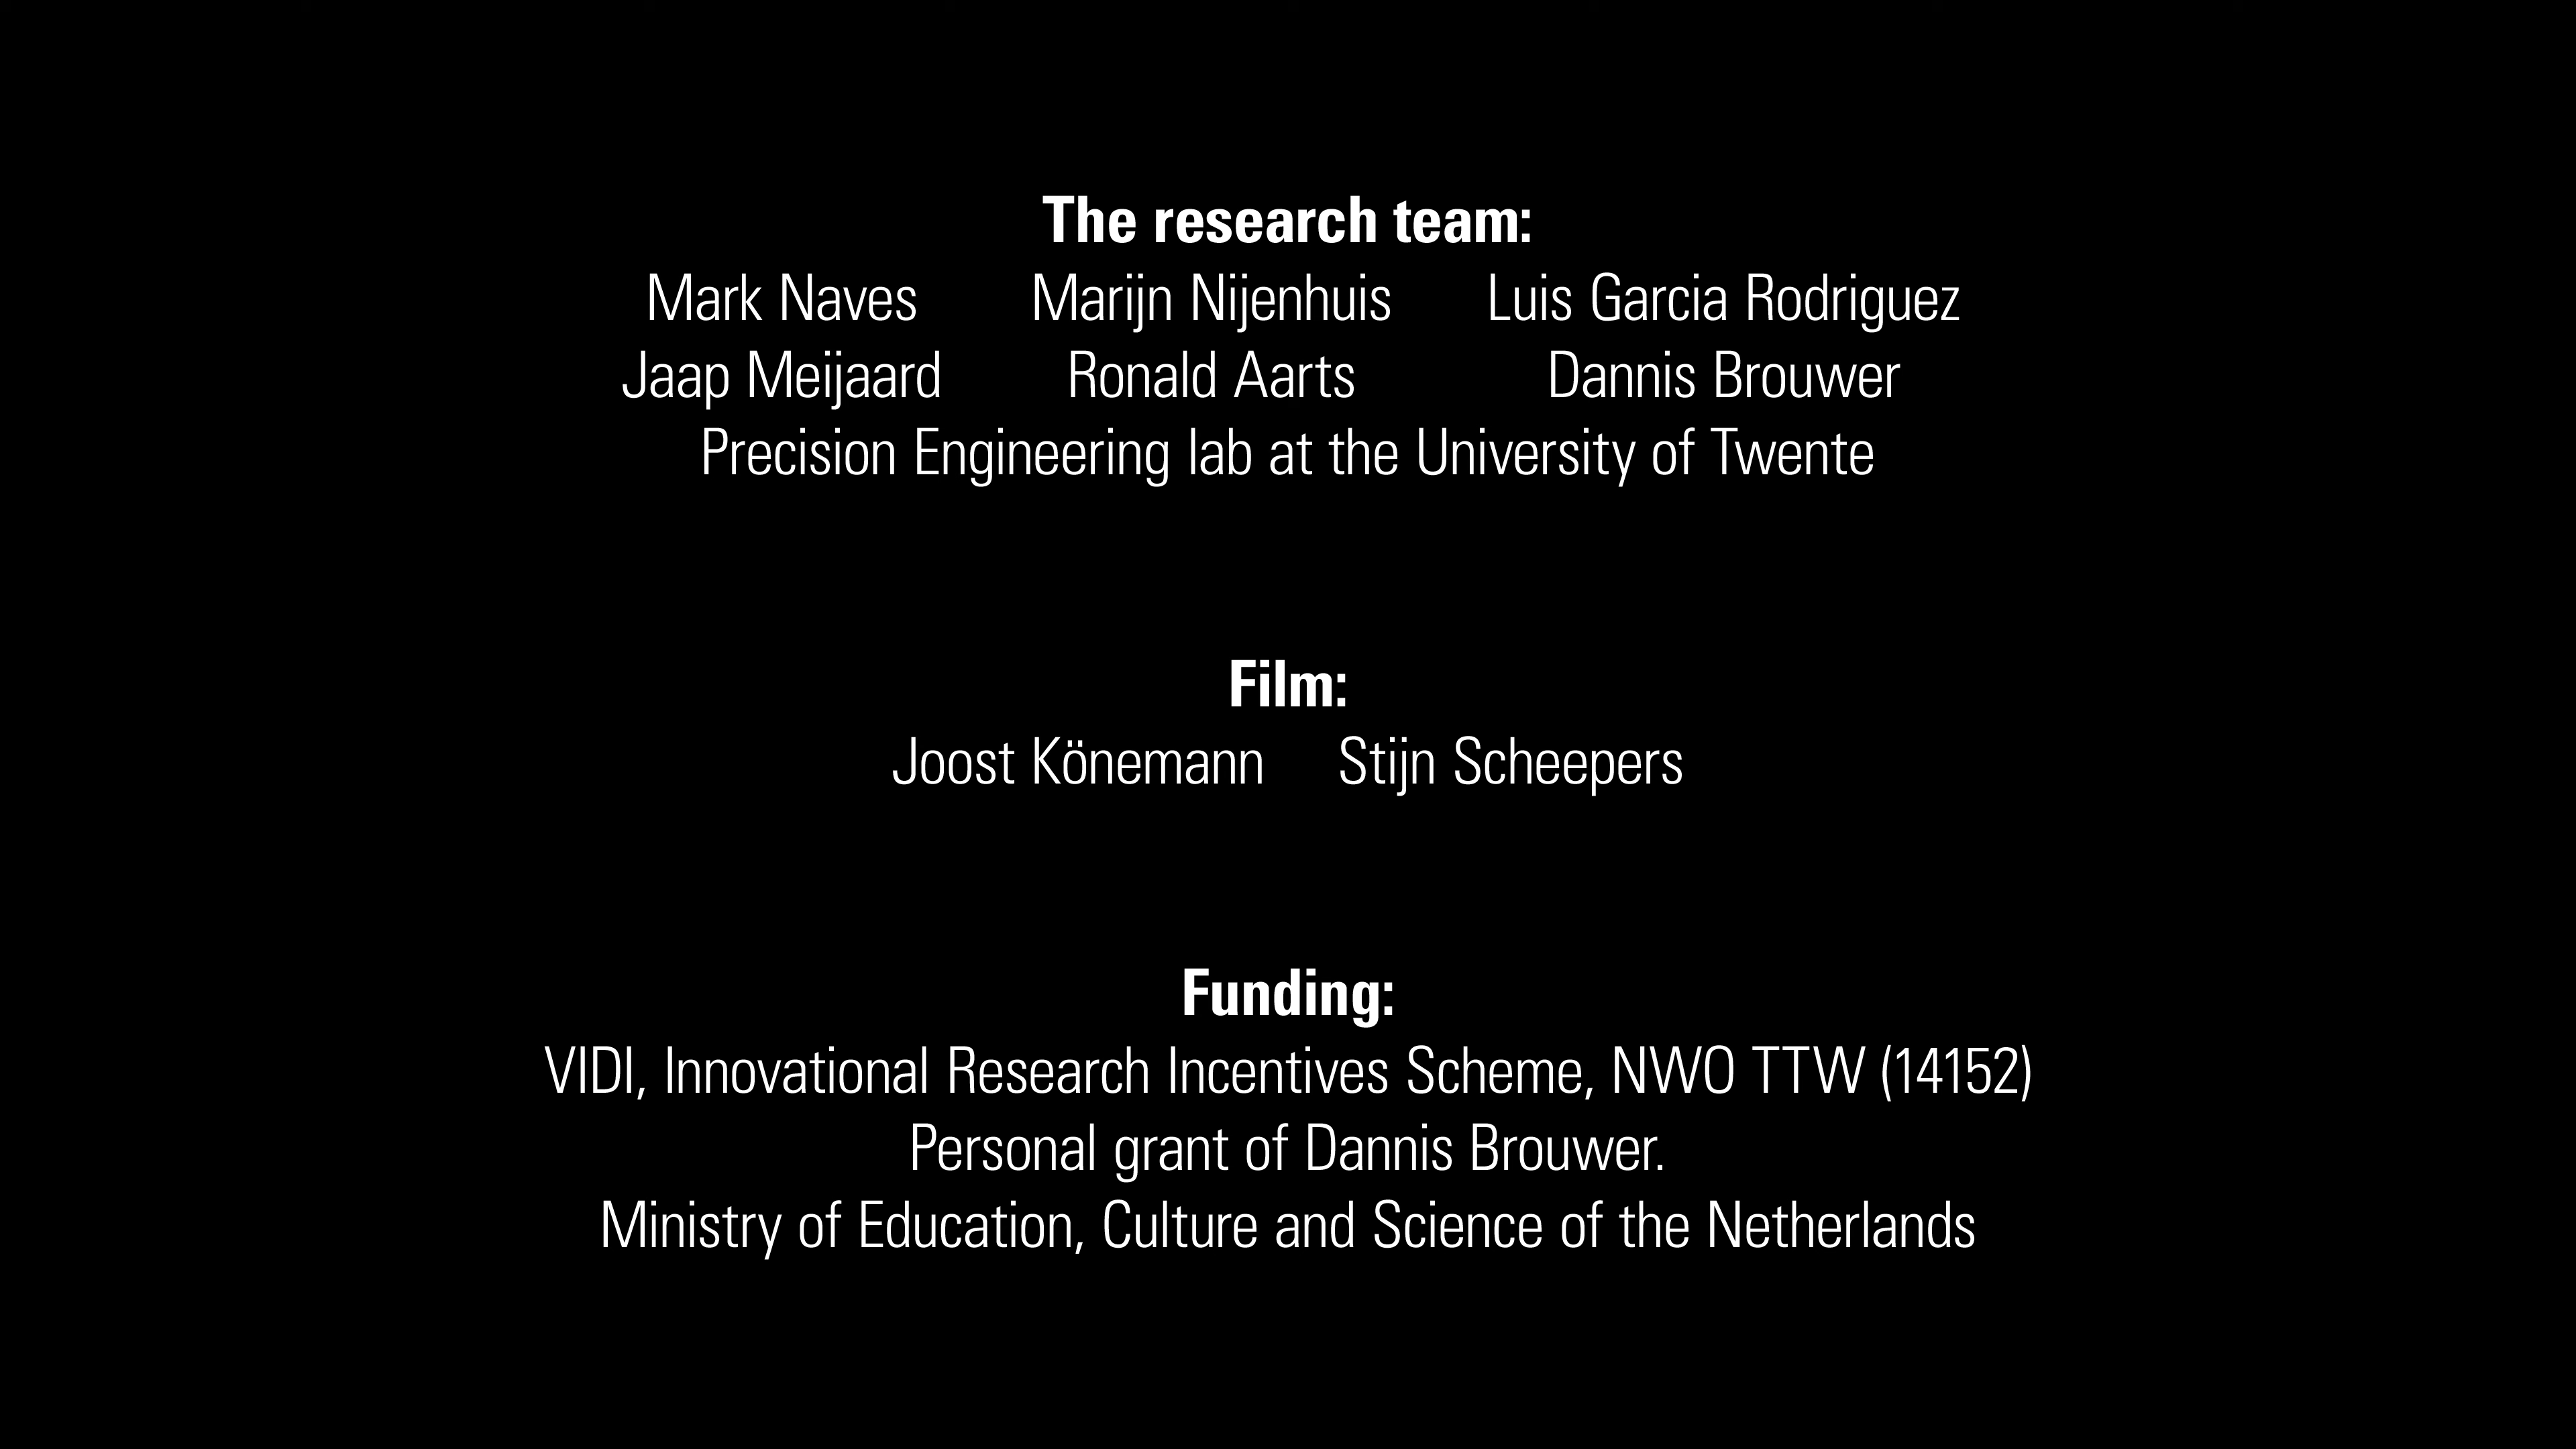 The research team:
Mark Naves Marijn Nijenhuis Luis Garcia Rodriguez
Jaap Meijaard Ronald Aarts Dannis Brouwer
Precision Engineering lab at the University of Twente
Film:
Joost Könemann Stijn Scheepers
Funding:
VIDI, Innovational Research Incentives Scheme, NWO TTW (14152)
Personal grant of Dannis Brouwer.
Ministry of Education, Culture and Science of the Netherlands